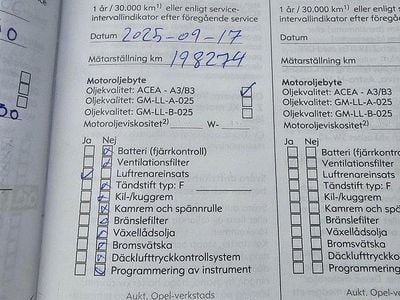 1 år / 30.000 km¹⁾ eller enligt service-
intervallindikator efter föregående service
Datum 2025-09-17
Mätarställning km 198274
Motoroljebyte
Oljekvalitet: ACEA - A3/B3
Oljekvalitet: GM-LL-A-025
Oljekvalitet: GM-LL-B-025
Motoroljeviskositet²⁾ W-
Ja Nej
Batteri (fjärrkontroll)
Ventilationsfilter
Luftrenareinsats
Tändstift typ: F
Kil-/kuggrem
Kamrem och spännrulle
Bränslefilter
Växellådsolja
Bromsvätska
Däcklufttryckkontrollsystem
Programmering av instrument
Aukt. Opel-verkstads
1 år / 30.000 km¹⁾
intervallindikator efter föreg
Datum
Mätarställning km
Motoroljebyte
Oljekvalitet: ACEA - A3/B3
Oljekvalitet: GM-LL-A-025
Oljekvalitet: GM-LL-B-025
Motoroljeviskositet²⁾
Ja Nej
Batteri (fjärrkontro
Ventilationsfilter
Luftrenareinsats
Tändstift typ: F
Kil-/kuggrem
Kamrem och spä
Bränslefilter
Växellådsolja
Bromsvätska
Däcklufttryckkont
Programmering a
Aukt. Opel-